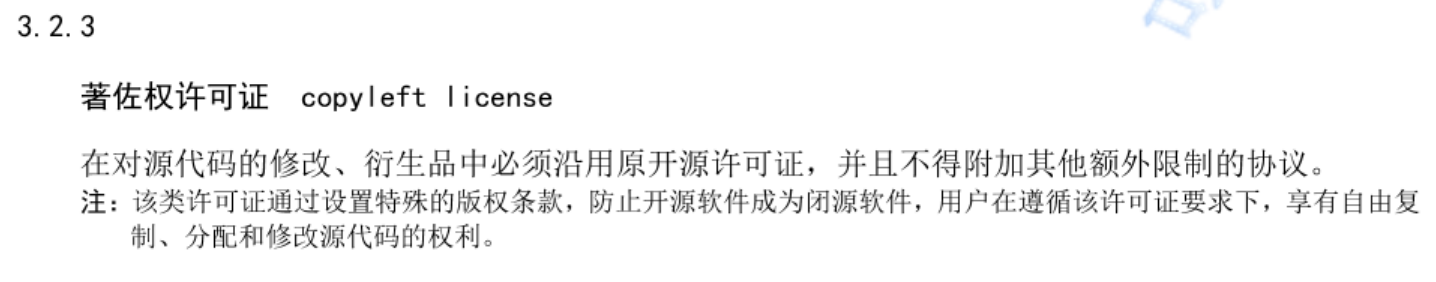 3.2.3
著佐权许可证 copyleft license
在对源代码的修改、衍生品中必须沿用原开源许可证，并且不得附加其他额外限制的协议。
注：该类许可证通过设置特殊的版权条款，防止开源软件成为闭源软件，用户在遵循该许可证要求下，享有自由复
制、分配和修改源代码的权利。